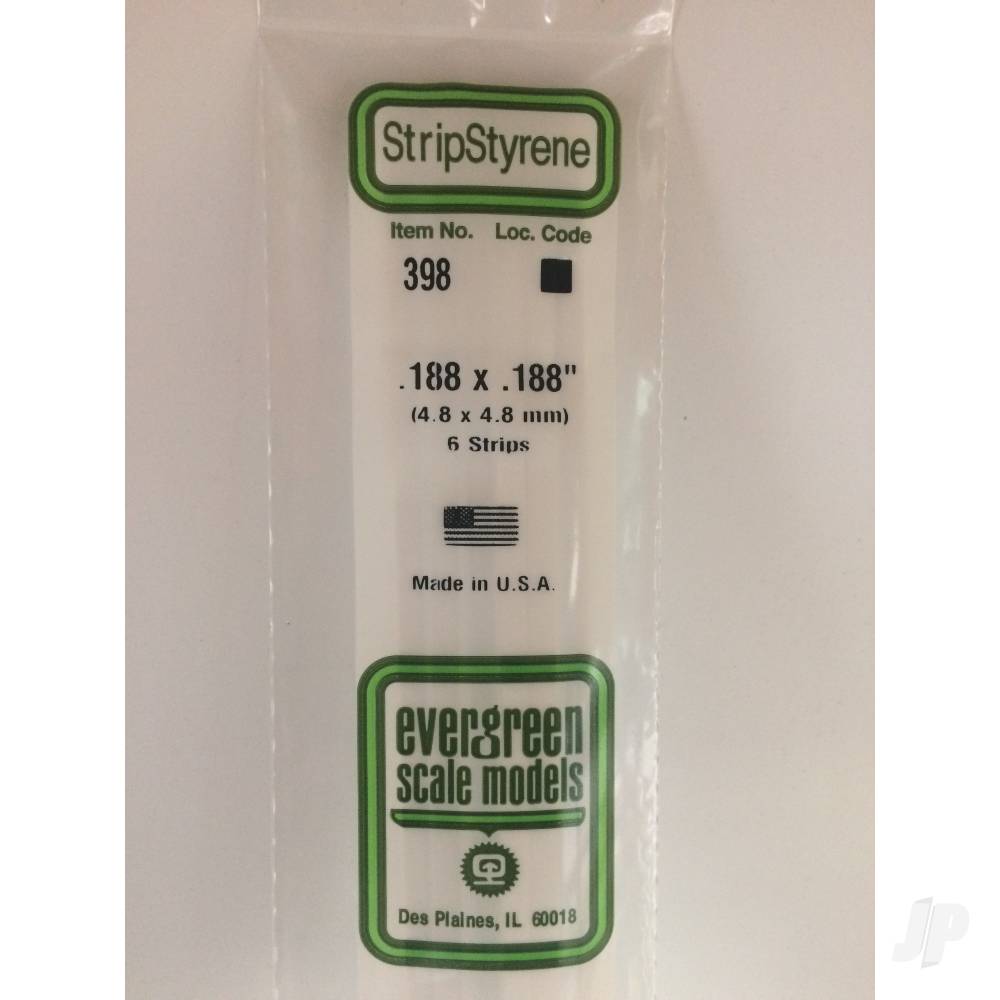 StripStyrene
Item No. Loc. Code
398
.188 x .188"
(4.8 x 4.8 mm)
6 Strips
Made in U.S.A.
evergreen
scale models
Des Plaines, IL 60018
JP